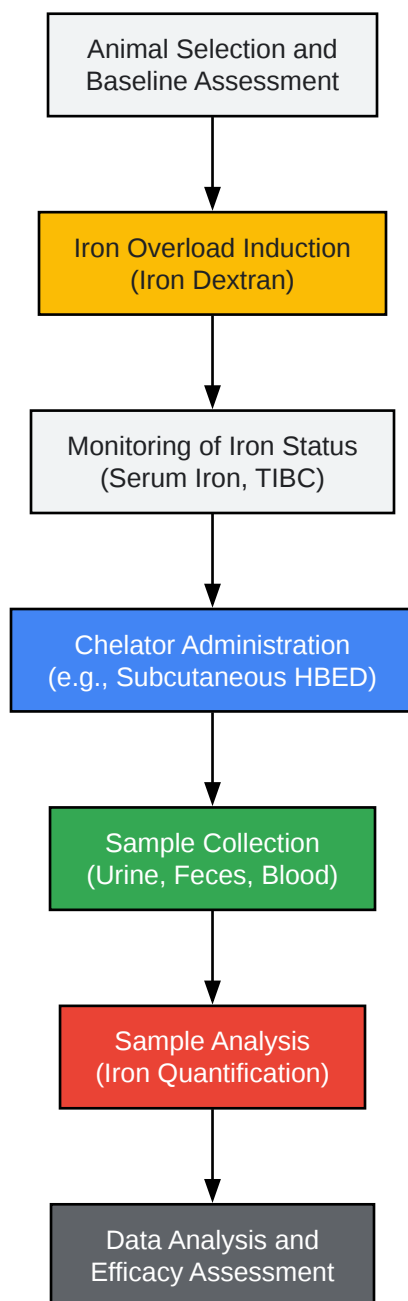 Animal Selection and
Baseline Assessment
Iron Overload Induction
(Iron Dextran)
Monitoring of Iron Status
(Serum Iron, TIBC)
Chelator Administration
(e.g., Subcutaneous HBED)
Sample Collection
(Urine, Feces, Blood)
Sample Analysis
(Iron Quantification)
Data Analysis and
Efficacy Assessment